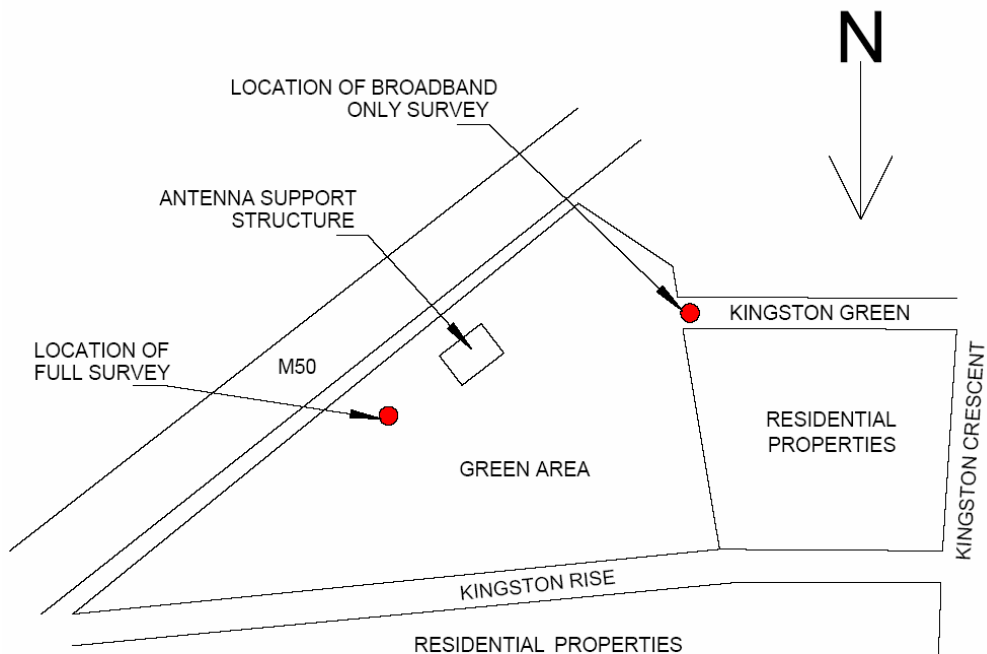 N
LOCATION OF BROADBAND
ONLY SURVEY
ANTENNA SUPPORT
STRUCTURE
KINGSTON GREEN
LOCATION OF
FULL SURVEY
M50
KINGSTON CRESCENT
RESIDENTIAL
PROPERTIES
GREEN AREA
KINGSTON RISE
RESIDENTIAL PROPERTIES